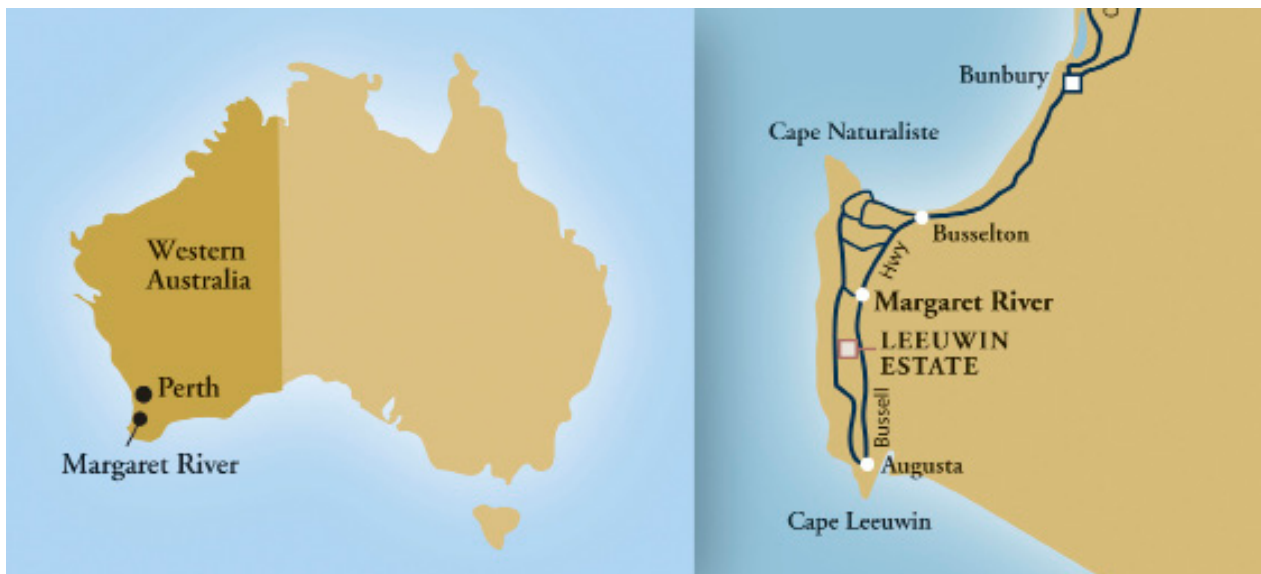 Western
Australia
Perth
Margaret River
Bunbury
Cape Naturaliste
Busselton
Hwy
Margaret River
LEEUWIN
ESTATE
Bussell
Augusta
Cape Leeuwin